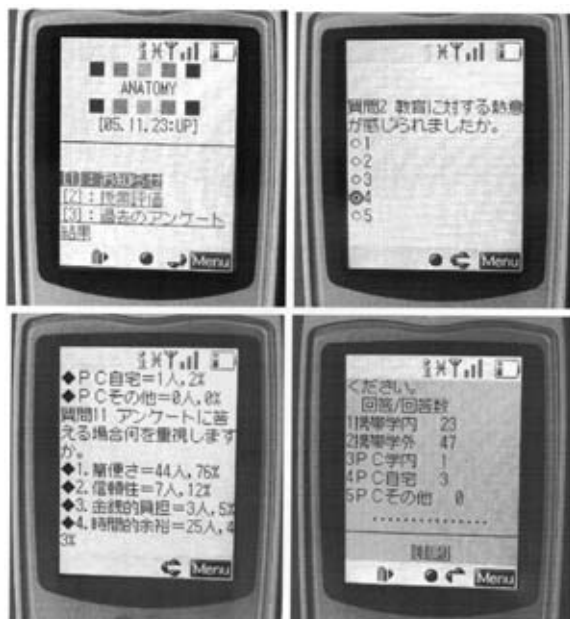 ANATOMY
[05.11.23:UP]
[2]:授業評価
[3]:過去のアンケート
結果
Menu
質問2 教官に対する熱意
が感じられましたか。
○1
○2
○3
◉4
○5
Menu
◆PC自宅=1人,2%
◆PCその他=0人,0%
質問11 アンケートに答
える場合何を重視します
か。
◆1.簡便さ=44人,76%
◆2.信頼性=7人,12%
◆3.金銭的負担=3人,5%
◆4.時間的余裕=25人,4
3%
Menu
ください。
回答/回答数
1携帯学内 23
2携帯学外 47
3PC学内 1
4PC自宅 3
5PCその他 0
Menu